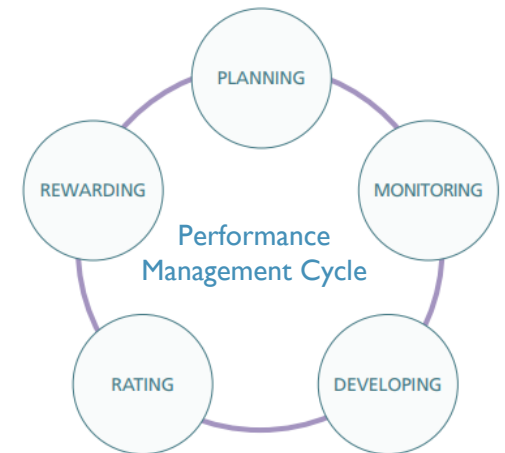 PLANNING
REWARDING
MONITORING
Performance
Management Cycle
RATING
DEVELOPING